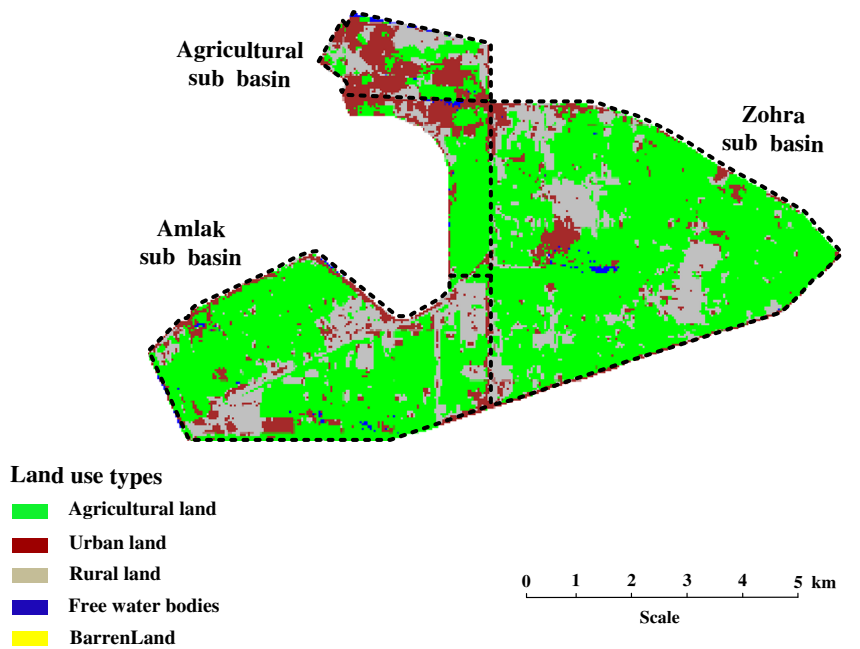 Agricultural
sub basin
Zohra
sub basin
Amlak
sub basin
Land use types
Agricultural land
Urban land
Rural land
Free water bodies
BarrenLand
0 1 2 3 4 5 km
Scale